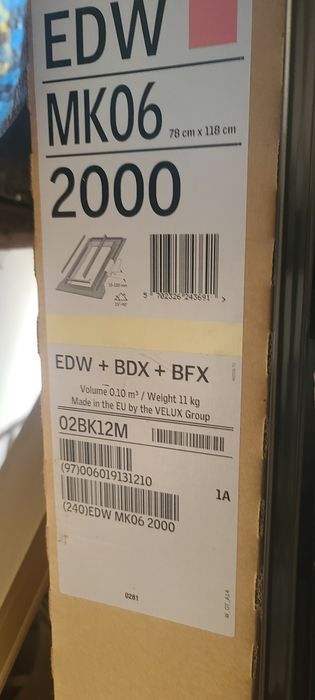 EDW
MK06 78 cm x 118 cm
2000
5 702326 243691 >
EDW + BDX + BFX
Volume 0.10 m³ / Weight 11 kg
Made in the EU by the VELUX Group
02BK12M
(97)006019131210
1A
(240)EDW MK06 2000
0281